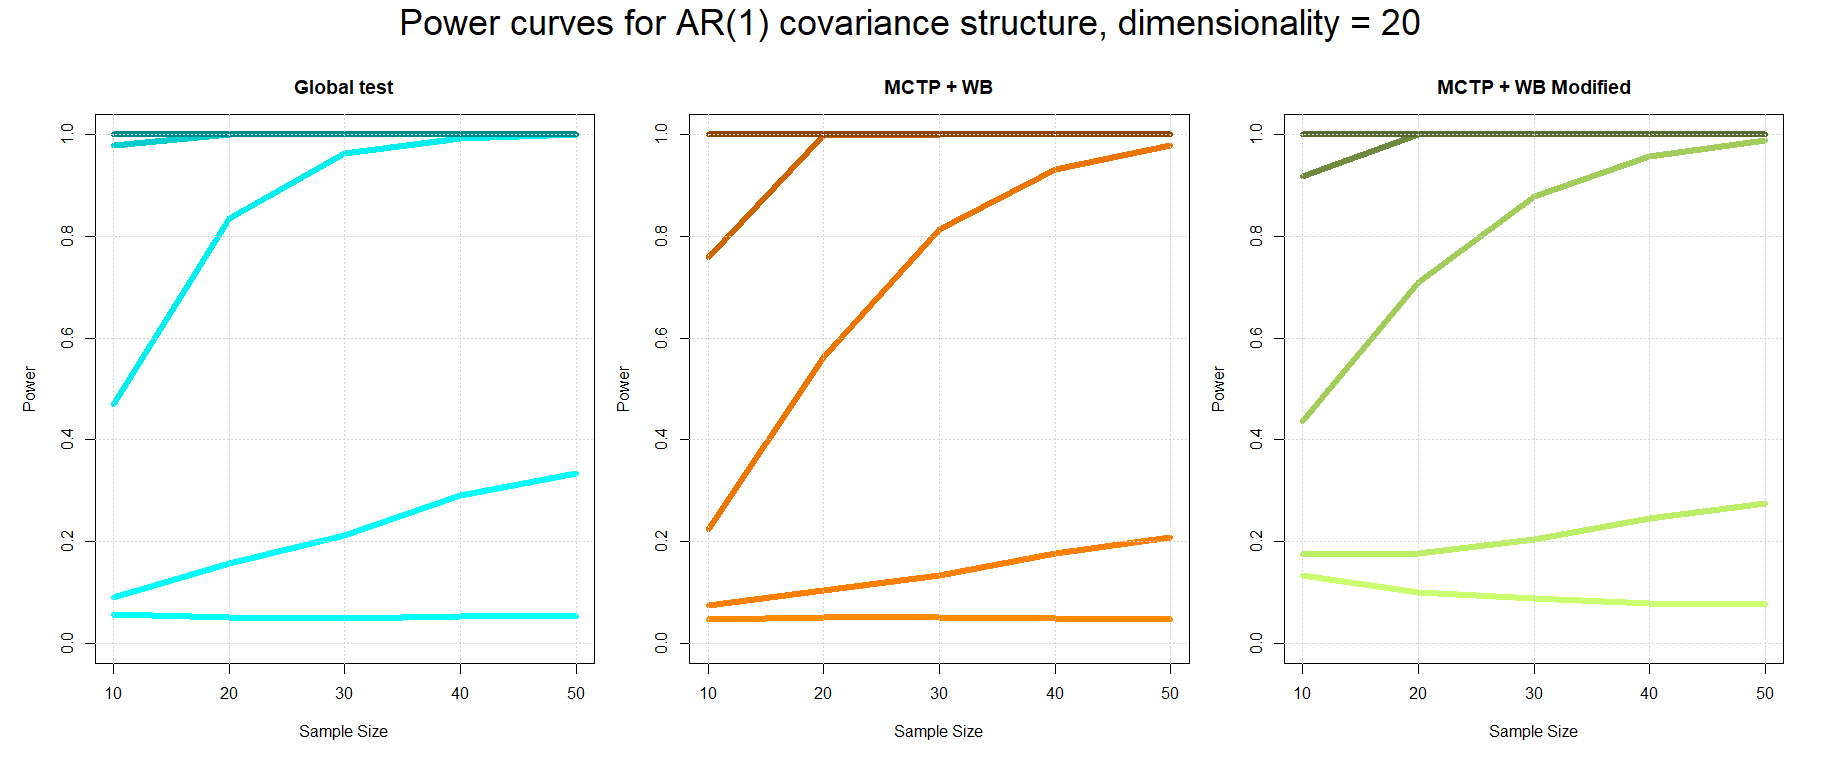 Power curves for AR(1) covariance structure, dimensionality = 20
Global test
Power
0.0 0.2 0.4 0.6 0.8 1.0
10 20 30 40 50
Sample Size
MCTP + WB
Power
0.0 0.2 0.4 0.6 0.8 1.0
10 20 30 40 50
Sample Size
MCTP + WB Modified
Power
0.0 0.2 0.4 0.6 0.8 1.0
10 20 30 40 50
Sample Size